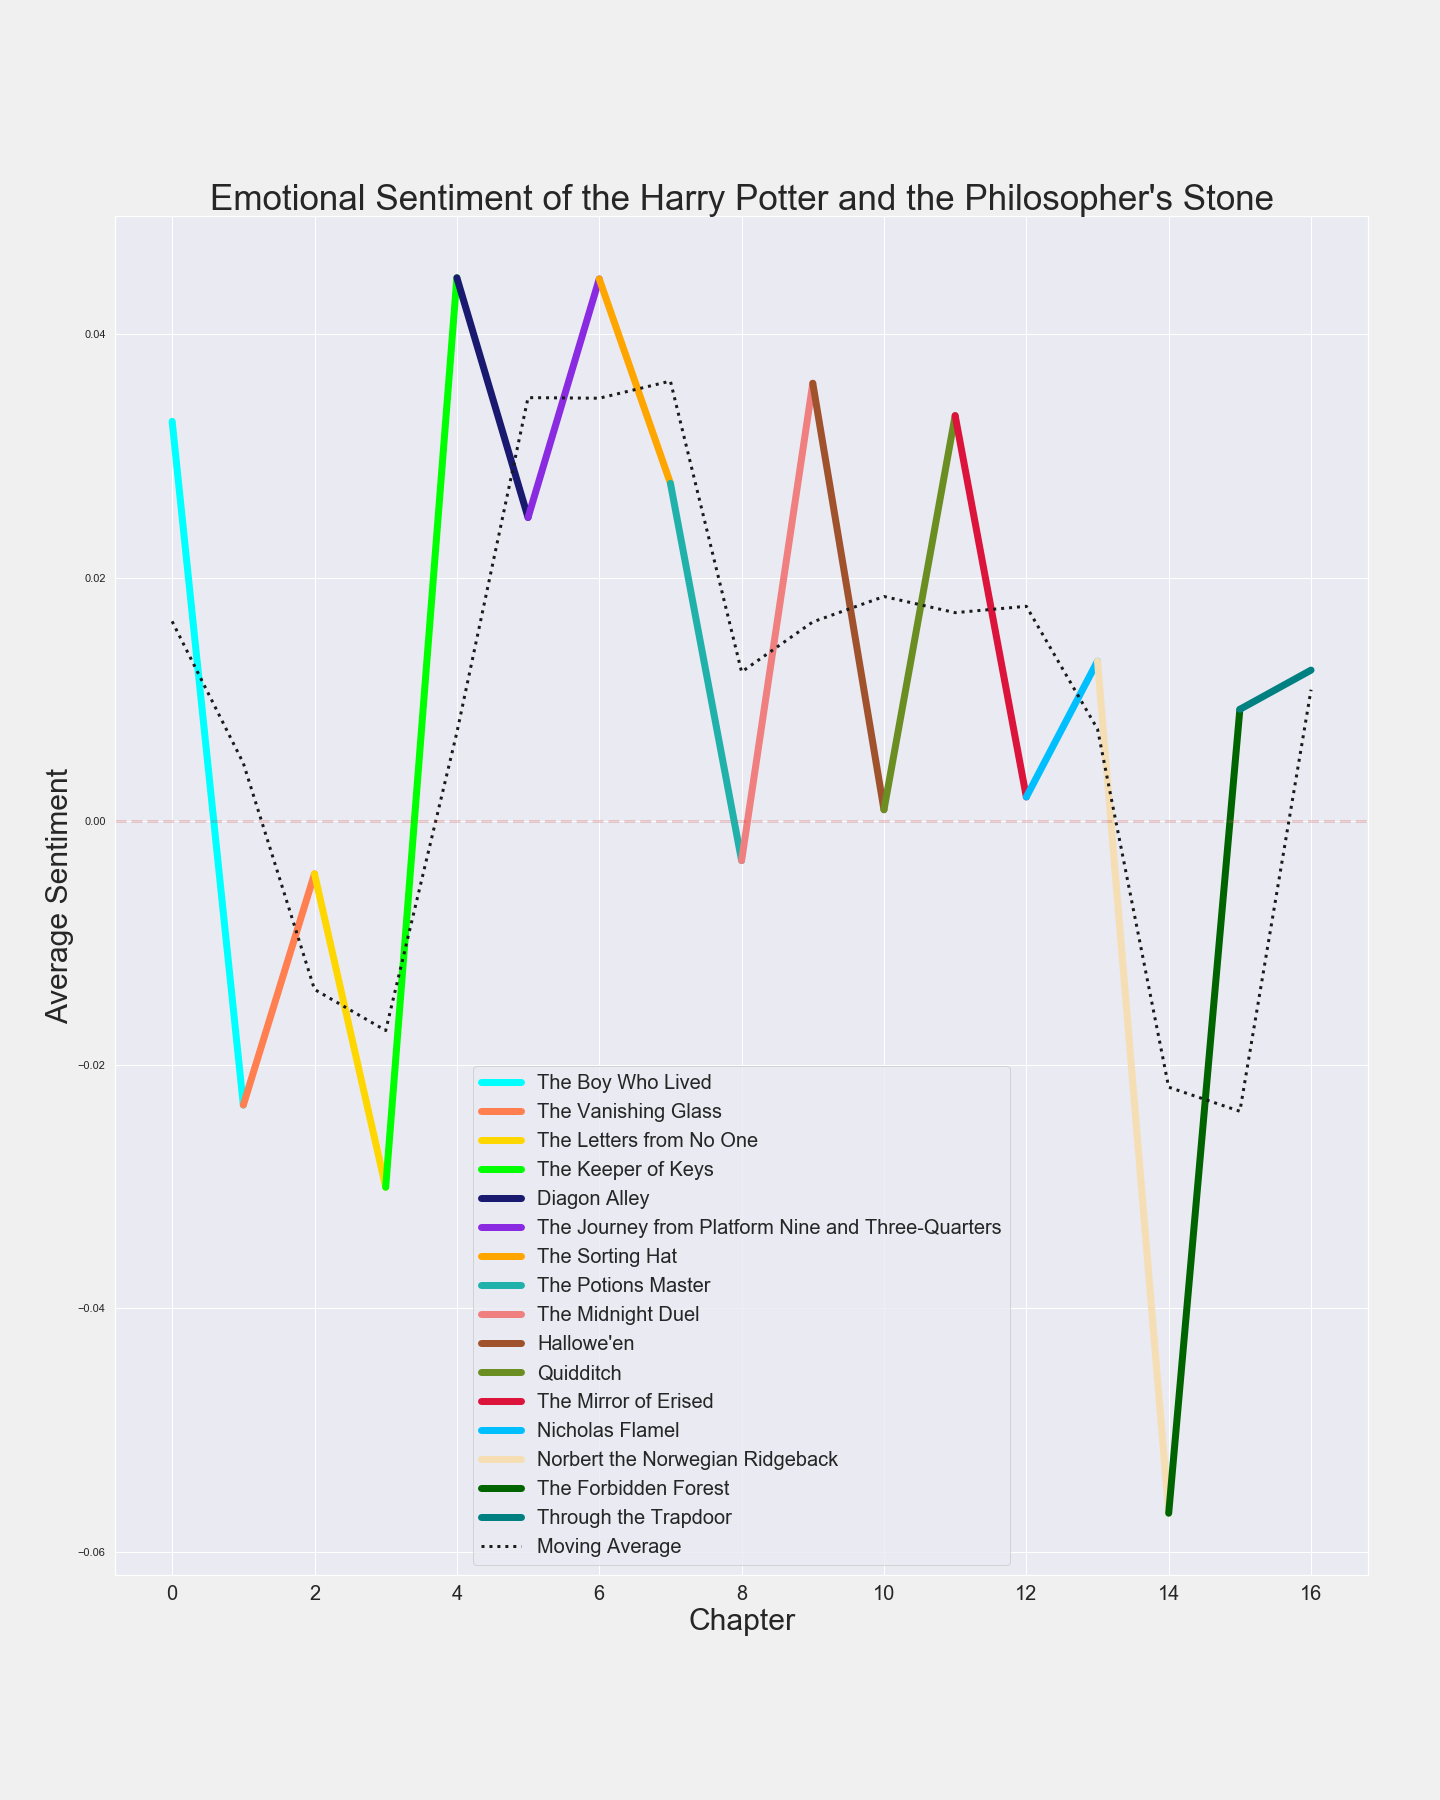 Emotional Sentiment of the Harry Potter and the Philosopher's Stone
0.04
0.02
0.00
−0.02
−0.04
−0.06
Average Sentiment
The Boy Who Lived
The Vanishing Glass
The Letters from No One
The Keeper of Keys
Diagon Alley
The Journey from Platform Nine and Three-Quarters
The Sorting Hat
The Potions Master
The Midnight Duel
Hallowe'en
Quidditch
The Mirror of Erised
Nicholas Flamel
Norbert the Norwegian Ridgeback
The Forbidden Forest
Through the Trapdoor
Moving Average
0 2 4 6 8 10 12 14 16
Chapter